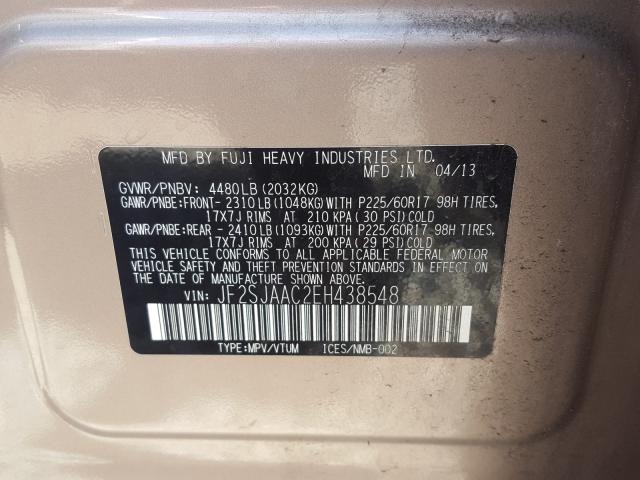 MFD BY FUJI HEAVY INDUSTRIES LTD.
MFD IN 04/13
GVWR/PNBV: 4480LB(2032KG)
GAWR/PNBE:FRONT-2310LB(1048KG)WITH P225/60R17 98H TIRES,
17X7J RIMS AT 210 KPA(30 PSI)COLD
GAWR/PNBE:REAR -2410LB(1093KG)WITH P225/60R17 98H TIRES,
17X7J RIMS AT 200 KPA(29 PSI)COLD
THIS VEHICLE CONFORMS TO ALL APPLICABLE FEDERAL MOTOR
VEHICLE SAFETY AND THEFT PREVENTION STANDARDS IN EFFECT ON
THE DATE OF MANUFACTURE SHOWN ABOVE.
VIN: JF2SJAAC2EH438548
TYPE:MPV/VTUM ICES/NMB-002